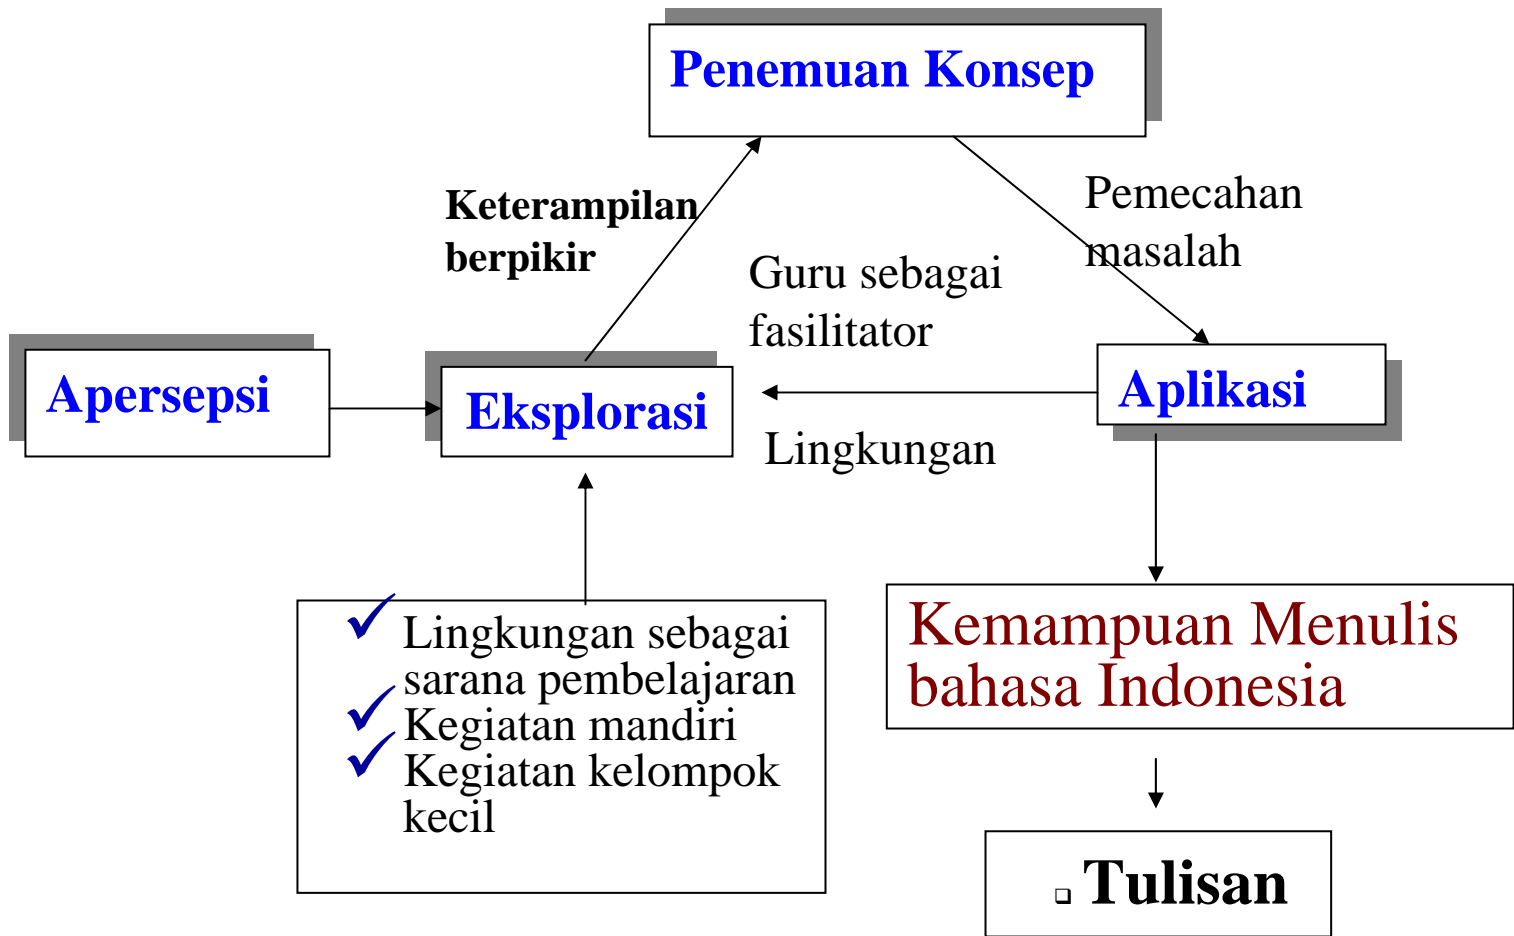 Penemuan Konsep
Keterampilan
berpikir
Pemecahan
masalah
Guru sebagai
fasilitator
Apersepsi
Eksplorasi
Aplikasi
Lingkungan
Lingkungan sebagai
sarana pembelajaran
Kegiatan mandiri
Kegiatan kelompok
kecil
Kemampuan Menulis
bahasa Indonesia
Tulisan